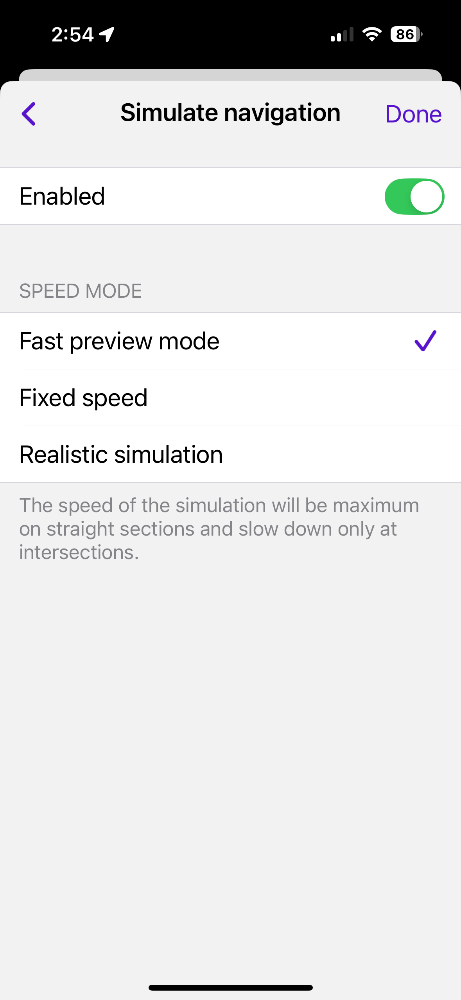 2:54
86
Simulate navigation
Done
Enabled
SPEED MODE
Fast preview mode
Fixed speed
Realistic simulation
The speed of the simulation will be maximum
on straight sections and slow down only at
intersections.